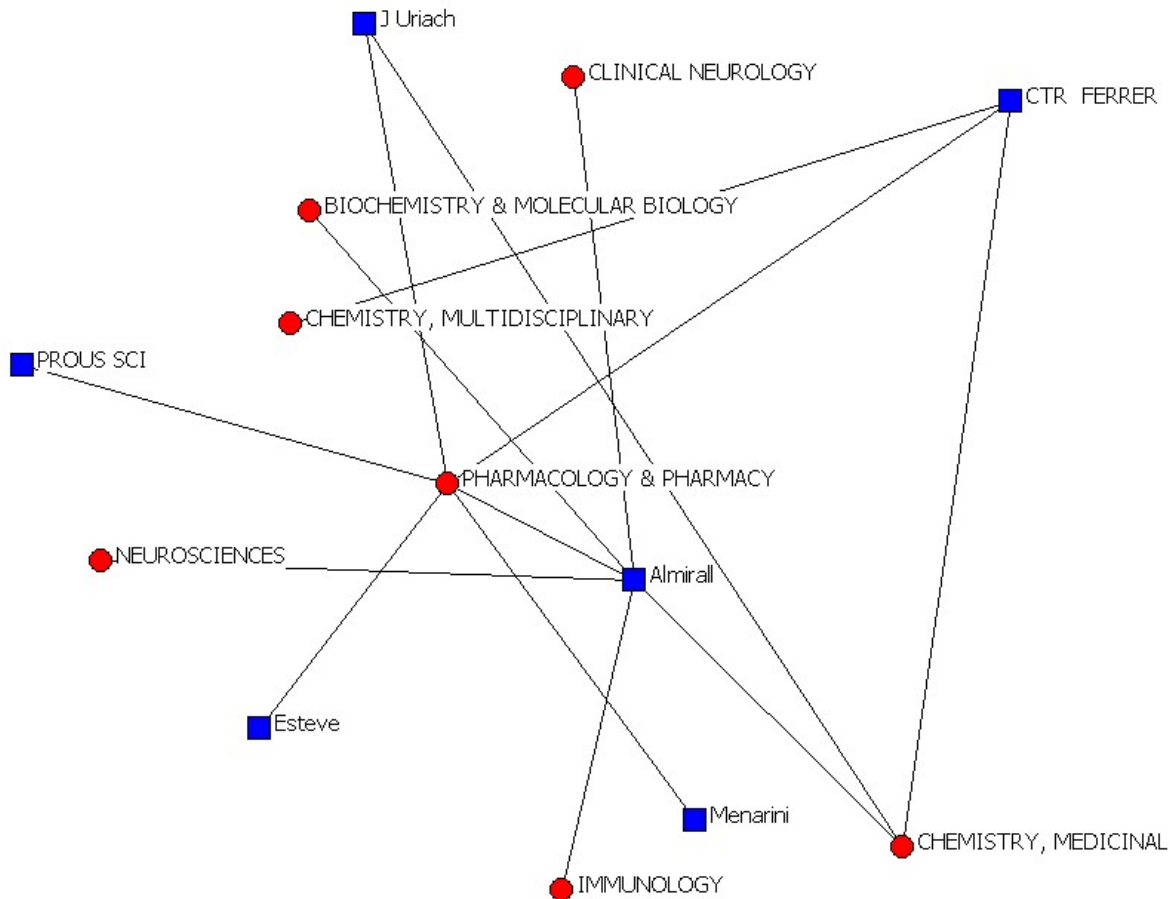 J Uriach
CLINICAL NEUROLOGY
CTR FERRER
BIOCHEMISTRY & MOLECULAR BIOLOGY
CHEMISTRY, MULTIDISCIPLINARY
PROUS SCI
PHARMACOLOGY & PHARMACY
NEUROSCIENCES
Almirall
Esteve
Menarini
CHEMISTRY, MEDICINAL
IMMUNOLOGY